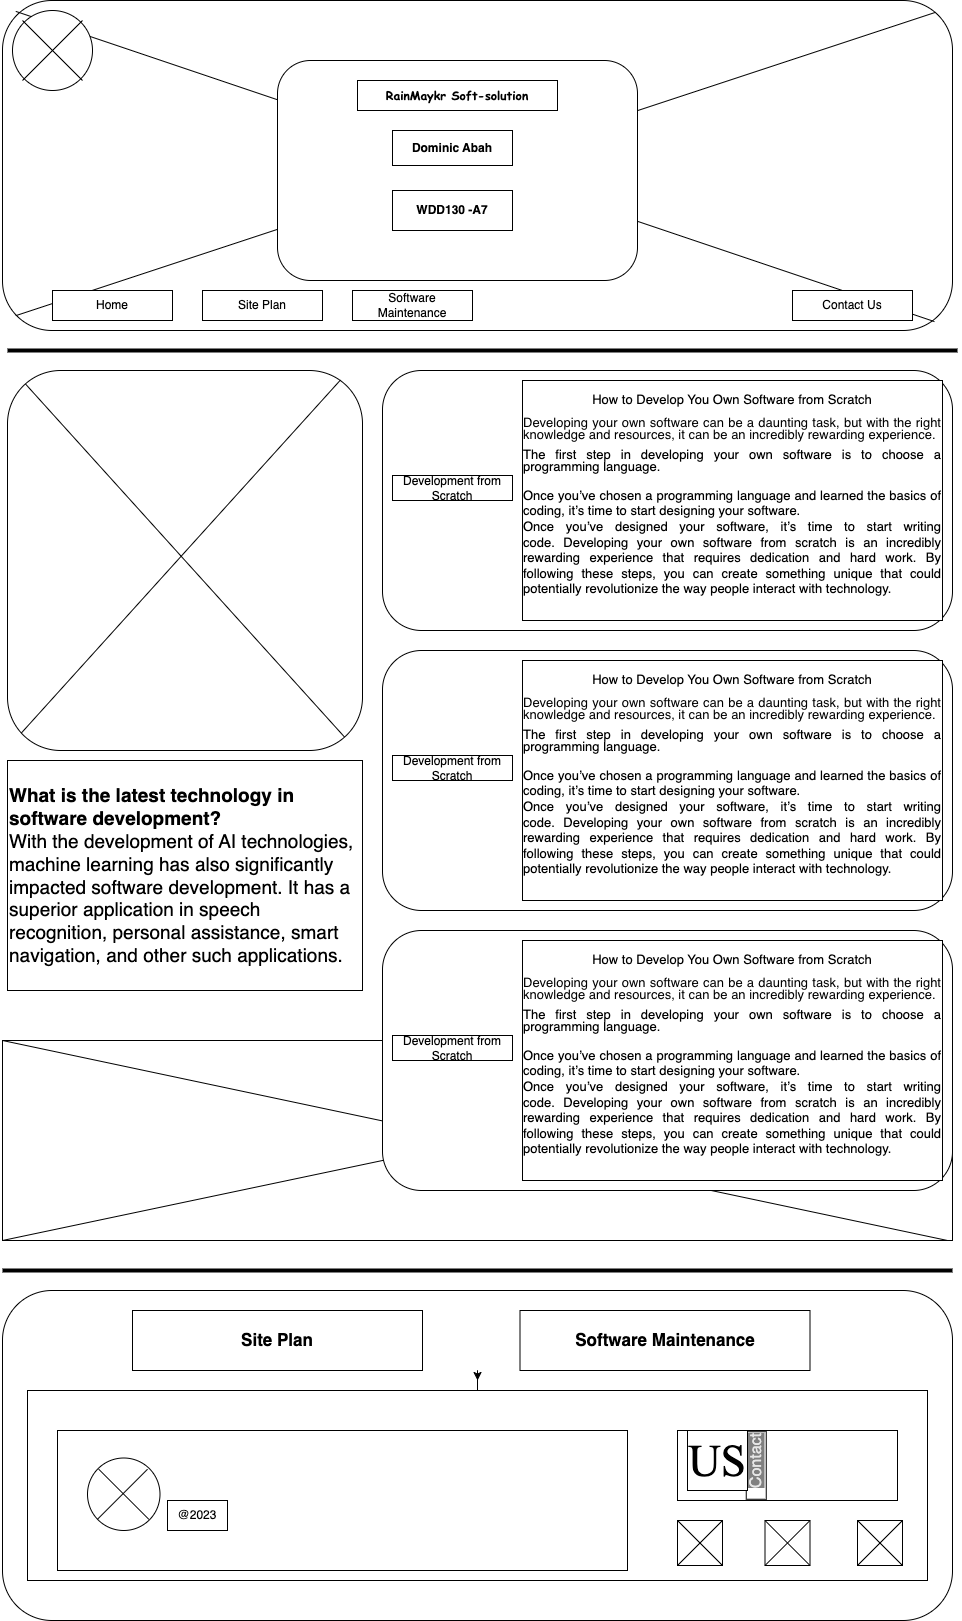 RainMaykr Soft-solution
Dominic Abah
WDD130 -A7
Home
Site Plan
Software
Maintenance
Contact Us
How to Develop You Own Software from Scratch
Developing your own software can be a daunting task, but with the right
knowledge and resources, it can be an incredibly rewarding experience.
The first step in developing your own software is to choose a
programming language.
Development from
Scratch
Once you’ve chosen a programming language and learned the basics of
coding, it’s time to start designing your software.
Once you’ve designed your software, it’s time to start writing
code. Developing your own software from scratch is an incredibly
rewarding experience that requires dedication and hard work. By
following these steps, you can create something unique that could
potentially revolutionize the way people interact with technology.
How to Develop You Own Software from Scratch
Developing your own software can be a daunting task, but with the right
knowledge and resources, it can be an incredibly rewarding experience.
The first step in developing your own software is to choose a
programming language.
Development from
Scratch
Once you’ve chosen a programming language and learned the basics of
coding, it’s time to start designing your software.
Once you’ve designed your software, it’s time to start writing
code. Developing your own software from scratch is an incredibly
rewarding experience that requires dedication and hard work. By
following these steps, you can create something unique that could
potentially revolutionize the way people interact with technology.
What is the latest technology in
software development?
With the development of AI technologies,
machine learning has also significantly
impacted software development. It has a
superior application in speech
recognition, personal assistance, smart
navigation, and other such applications.
How to Develop You Own Software from Scratch
Developing your own software can be a daunting task, but with the right
knowledge and resources, it can be an incredibly rewarding experience.
The first step in developing your own software is to choose a
programming language.
Development from
Scratch
Once you’ve chosen a programming language and learned the basics of
coding, it’s time to start designing your software.
Once you’ve designed your software, it’s time to start writing
code. Developing your own software from scratch is an incredibly
rewarding experience that requires dedication and hard work. By
following these steps, you can create something unique that could
potentially revolutionize the way people interact with technology.
Site Plan
Software Maintenance
US
Contact
@2023